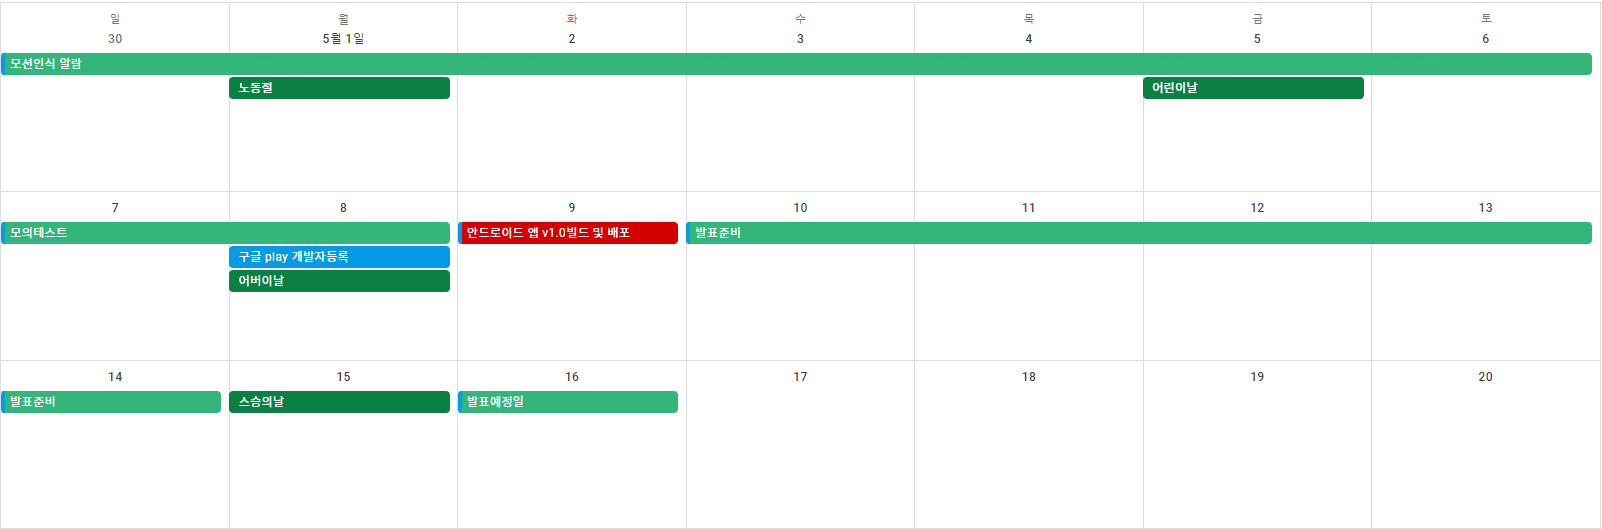 일 월 화 수 목 금 토
30 5월 1일 2 3 4 5 6
모션인식 알람
노동절 어린이날
7 8 9 10 11 12 13
모의테스트 안드로이드 앱 v1.0빌드 및 배포 발표준비
구글 play 개발자등록
어버이날
14 15 16 17 18 19 20
발표준비 스승의날 발표예정일